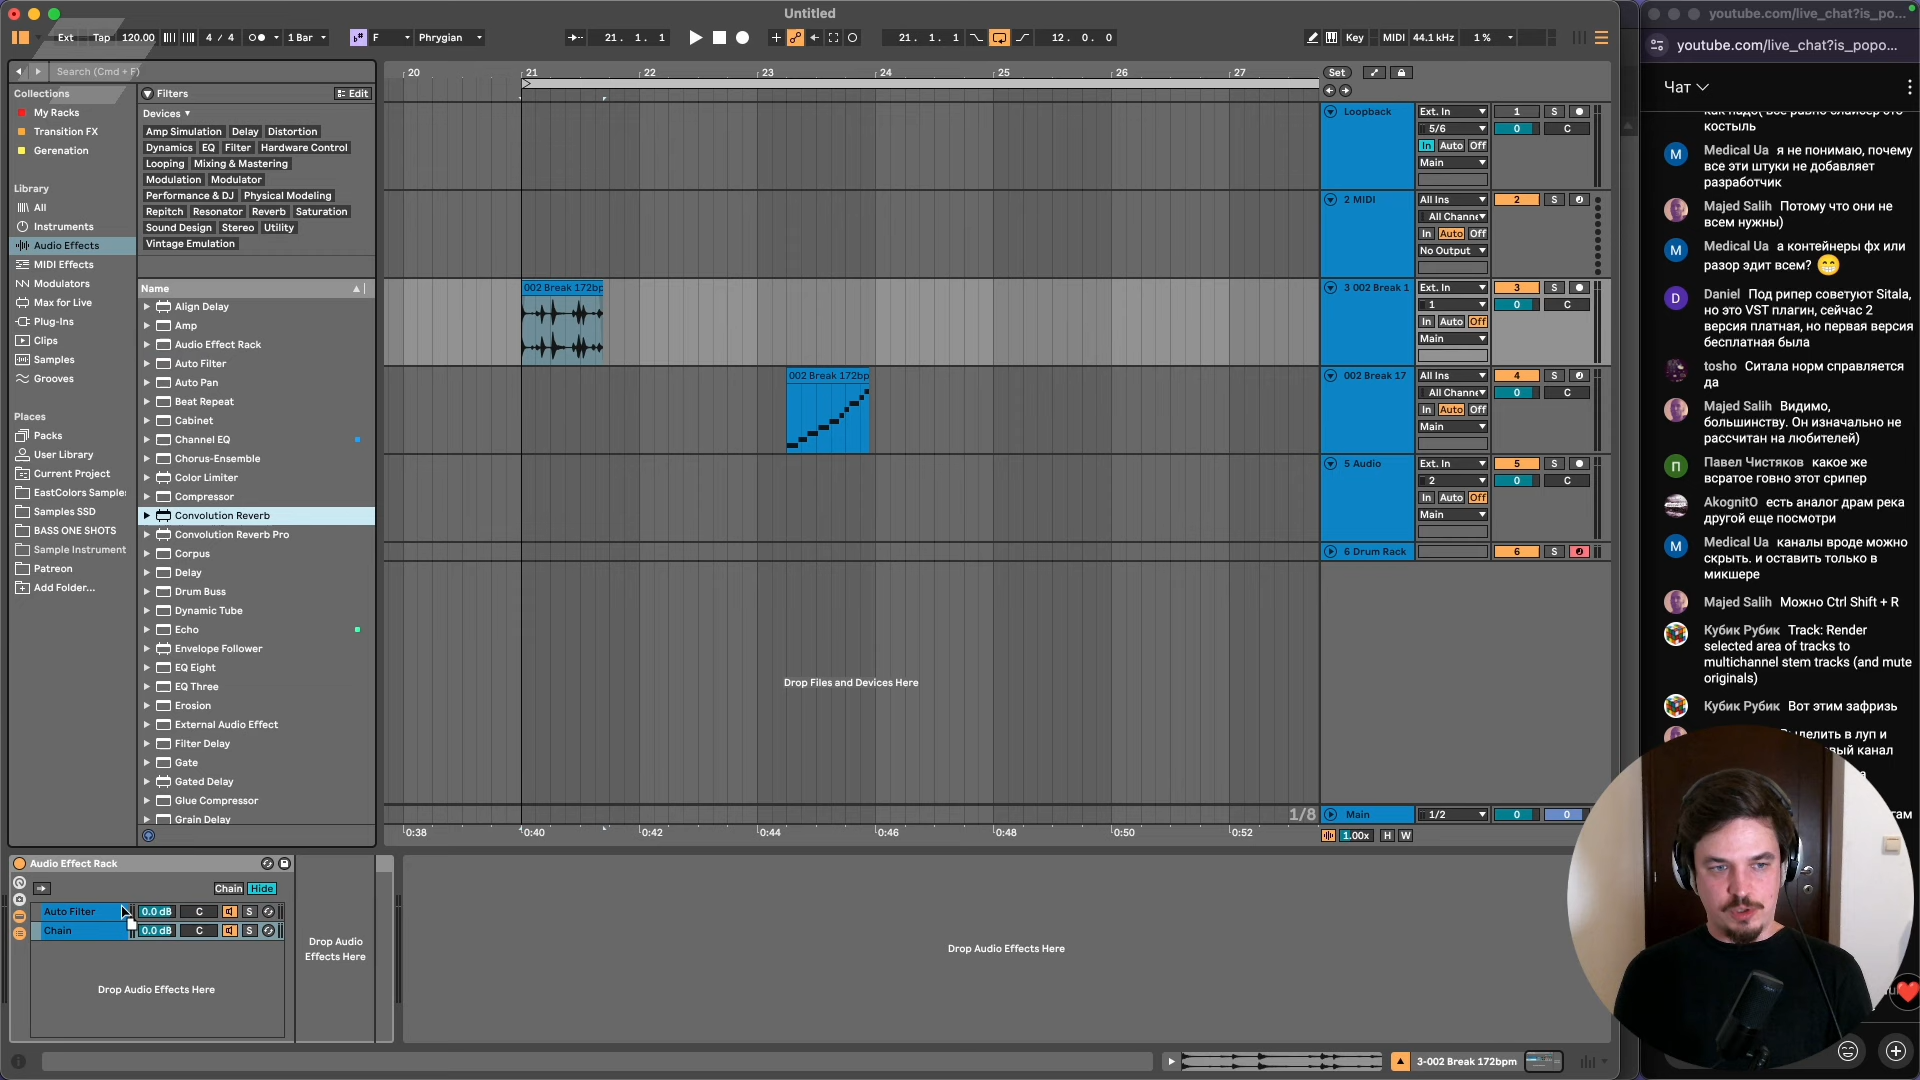 Untitled
Ext
Tap
120.00
4 / 4
1 Bar
F
Phrygian
21. 1. 1
21. 1. 1
12. 0. 0
Key
MIDI
44.1 kHz
1 %
Search (Cmd + F)
Collections
My Racks
Transition FX
Gerenation
Library
All
Instruments
Audio Effects
MIDI Effects
Modulators
Max for Live
Plug-Ins
Clips
Samples
Grooves
Places
Packs
User Library
Current Project
EastColors Sample
Samples SSD
BASS ONE SHOTS
Sample Instrument
Patreon
Add Folder...
Filters
Edit
Devices
Amp Simulation Delay Distortion
Dynamics EQ Filter Hardware Control
Looping Mixing & Mastering
Modulation Modulator
Performance & DJ Physical Modeling
Repitch Resonator Reverb Saturation
Sound Design Stereo Utility
Vintage Emulation
Name
Align Delay
Amp
Audio Effect Rack
Auto Filter
Auto Pan
Beat Repeat
Cabinet
Channel EQ
Chorus-Ensemble
Color Limiter
Compressor
Convolution Reverb
Convolution Reverb Pro
Corpus
Delay
Drum Buss
Dynamic Tube
Echo
Envelope Follower
EQ Eight
EQ Three
Erosion
External Audio Effect
Filter Delay
Gate
Gated Delay
Glue Compressor
Grain Delay
20 21 22 23 24 25 26 27
002 Break 172bp
002 Break 172bp
Drop Files and Devices Here
1/8
0:38 0:40 0:42 0:44 0:46 0:48 0:50 0:52
Set
Loopback Ext. In 1 S
5/6 0 C
In Auto Off
Main
2 MIDI All Ins 2 S
All Channe
In Auto Off
No Output
3 002 Break 1 Ext. In 3 S
1 0 C
In Auto Off
Main
002 Break 17 All Ins 4 S
All Channe 0 C
In Auto Off
Main
5 Audio Ext. In 5 S
2 0 C
In Auto Off
Main
6 Drum Rack 6 S
Main 1/2 0 0
1.00x H W
Audio Effect Rack
Chain Hide
Auto Filter 0.0 dB C S
Chain 0.0 dB C S
Drop Audio Effects Here
Drop Audio
Effects Here
Drop Audio Effects Here
3-002 Break 172bpm
youtube.com/live_chat?is_po...
youtube.com/live_chat?is_popo...
Чат
костыль
Medical Ua я не понимаю, почему
все эти штуки не добавляет
разработчик
Majed Salih Потому что они не
всем нужны)
Medical Ua а контейнеры фх или
разор эдит всем? 😁
Daniel Под рипер советуют Sitala,
но это VST плагин, сейчас 2
версия платная, но первая версия
бесплатная была
tosho Ситала норм справляется
да
Majed Salih Видимо,
большинству. Он изначально не
рассчитан на любителей)
Павел Чистяков какое же
всратое говно этот срипер
AkognitO есть аналог драм река
другой еще посмотри
Medical Ua каналы вроде можно
скрыть. и оставить только в
микшере
Majed Salih Можно Ctrl Shift + R
Кубик Рубик Track: Render
selected area of tracks to
multichannel stem tracks (and mute
originals)
Кубик Рубик Вот этим зафризь
в луп и
канал